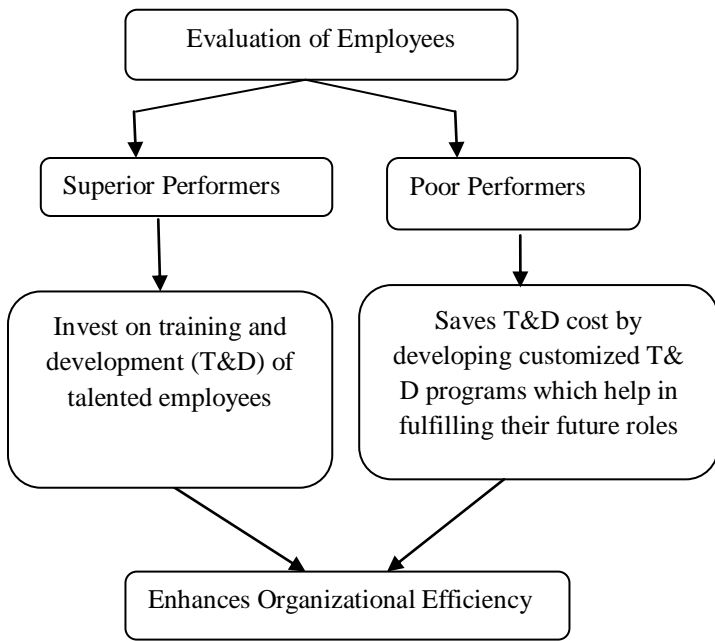 Evaluation of Employees
Superior Performers
Poor Performers
Invest on training and
development (T&D) of
talented employees
Saves T&D cost by
developing customized T&
D programs which help in
fulfilling their future roles
Enhances Organizational Efficiency